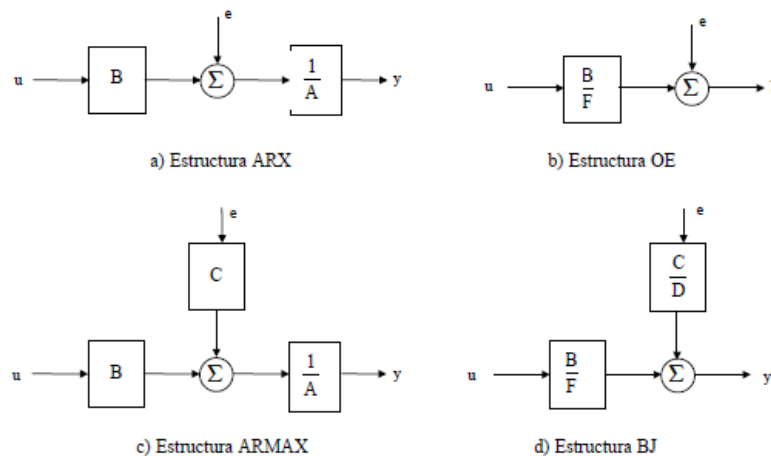 e
u
B
Σ
1
A
y
a) Estructura ARX
e
u
B
F
Σ
b) Estructura OE
e
C
u
B
Σ
1
A
y
c) Estructura ARMAX
e
C
D
u
B
F
Σ
y
d) Estructura BJ